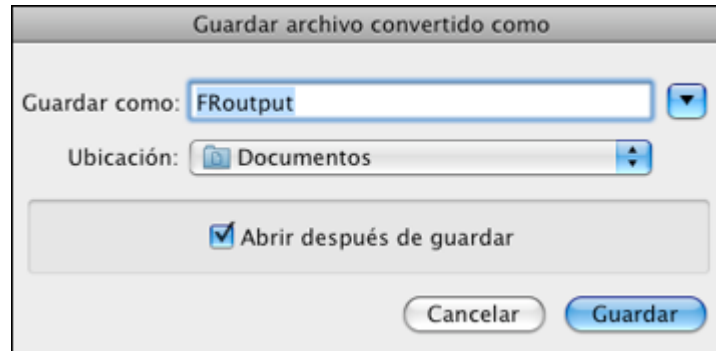 Guardar archivo convertido como
Guardar como: FRoutput
Ubicación: Documentos
Abrir después de guardar
Cancelar Guardar